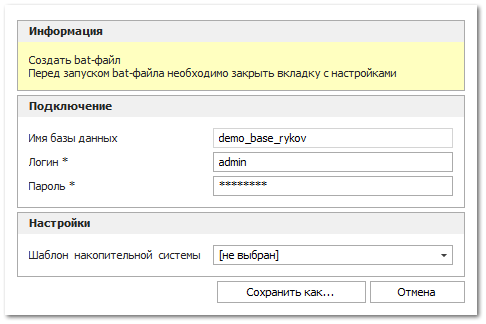 Информация
Создать bat-файл
Перед запуском bat-файла необходимо закрыть вкладку с настройками
Подключение
Имя базы данных demo_base_rykov
Логин * admin
Пароль * ********
Настройки
Шаблон накопительной системы [не выбран]
Сохранить как... Отмена